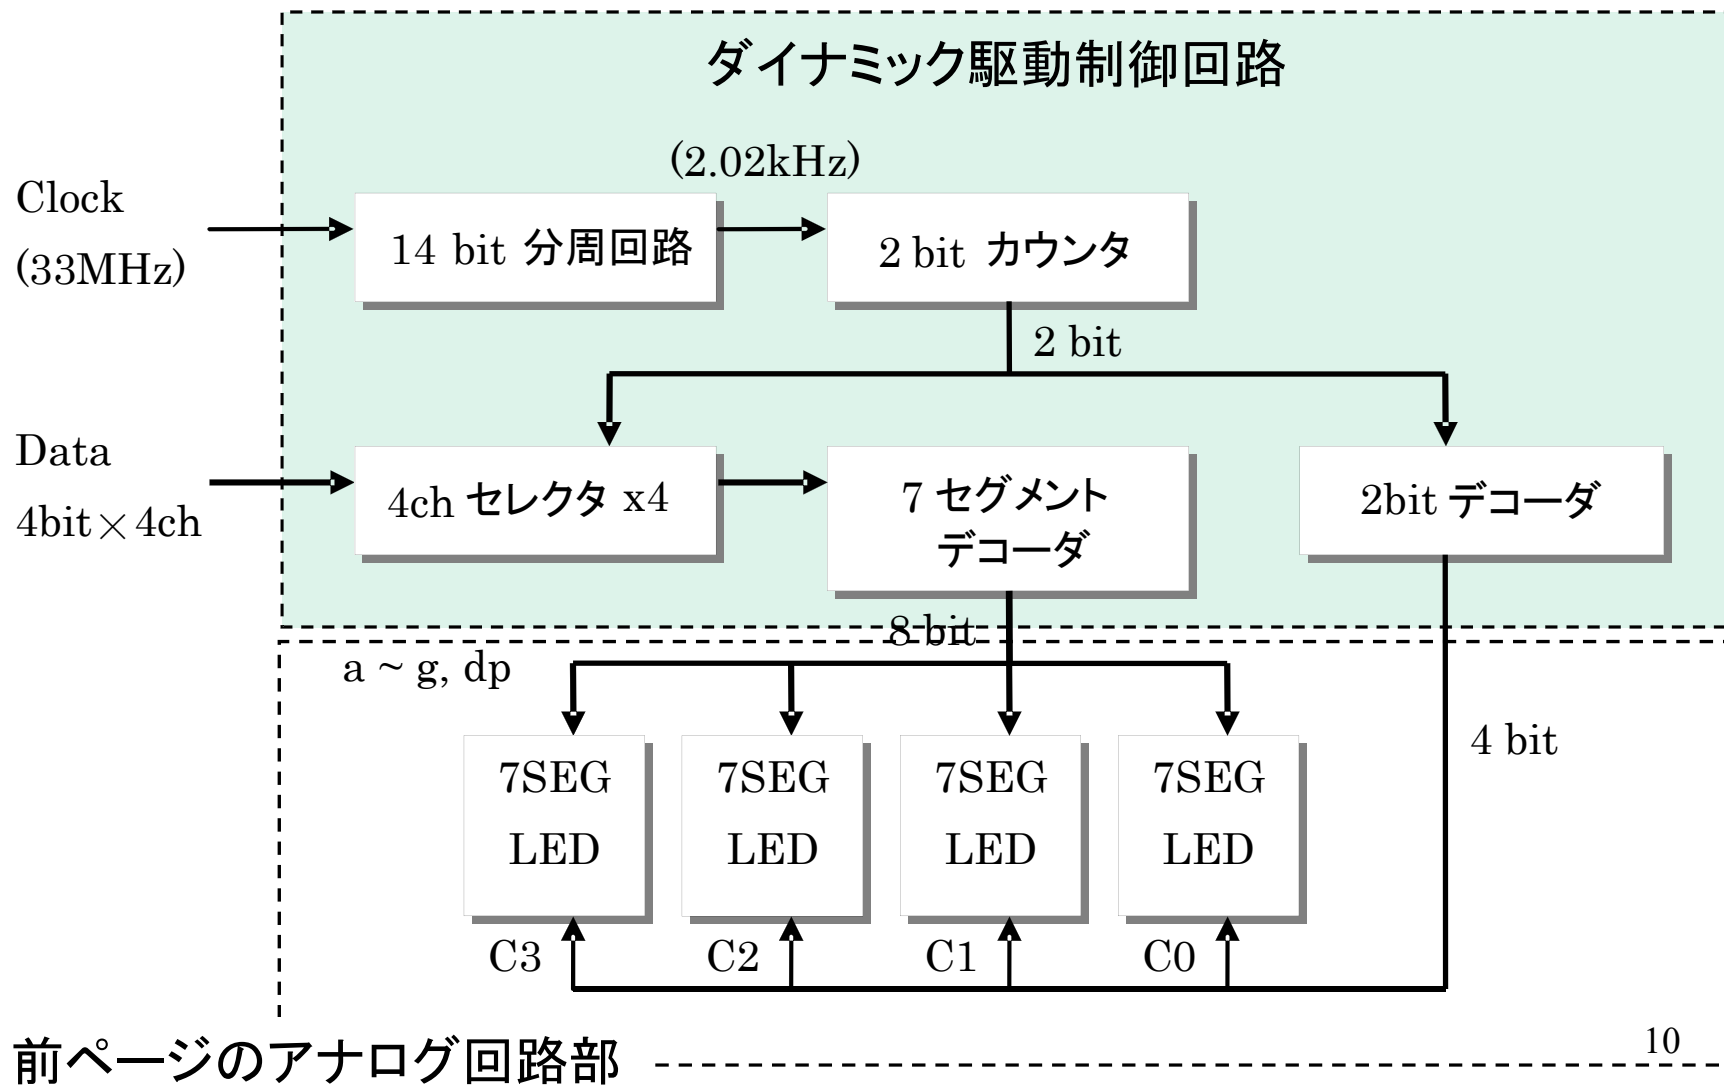 ダイナミック駆動制御回路
(2.02kHz)
Clock
(33MHz)
14 bit 分周回路
2 bit カウンタ
2 bit
Data
4bit×4ch
4ch セレクタ x4
7 セグメント
デコーダ
2bit デコーダ
8 bit
a ~ g, dp
4 bit
7SEG
LED
7SEG
LED
7SEG
LED
7SEG
LED
C3
C2
C1
C0
前ページのアナログ回路部
10